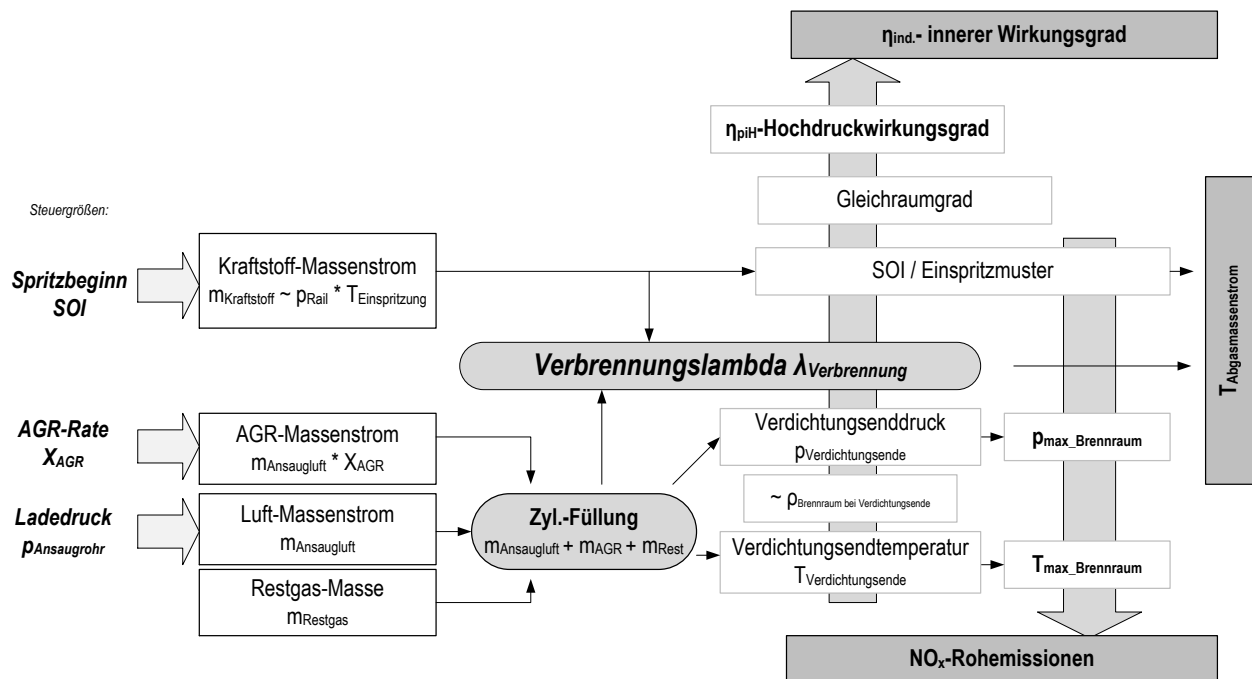 ηind.- innerer Wirkungsgrad
ηpiH-Hochdruckwirkungsgrad
Gleichraumgrad
Steuergrößen:
Spritzbeginn
SOI
Kraftstoff-Massenstrom
mKraftstoff ~ pRail * TEinspritzung
SOI / Einspritzmuster
TAbgasmassenstrom
Verbrennungslambda λVerbrennung
AGR-Rate
XAGR
AGR-Massenstrom
mAnsaugluft * XAGR
Verdichtungsenddruck
pVerdichtungsende
pmax_Brennraum
~ ρBrennraum bei Verdichtungsende
Ladedruck
pAnsaugrohr
Luft-Massenstrom
mAnsaugluft
Zyl.-Füllung
mAnsaugluft + mAGR + mRest
Verdichtungsendtemperatur
TVerdichtungsende
Tmax_Brennraum
Restgas-Masse
mRestgas
NOx-Rohemissionen